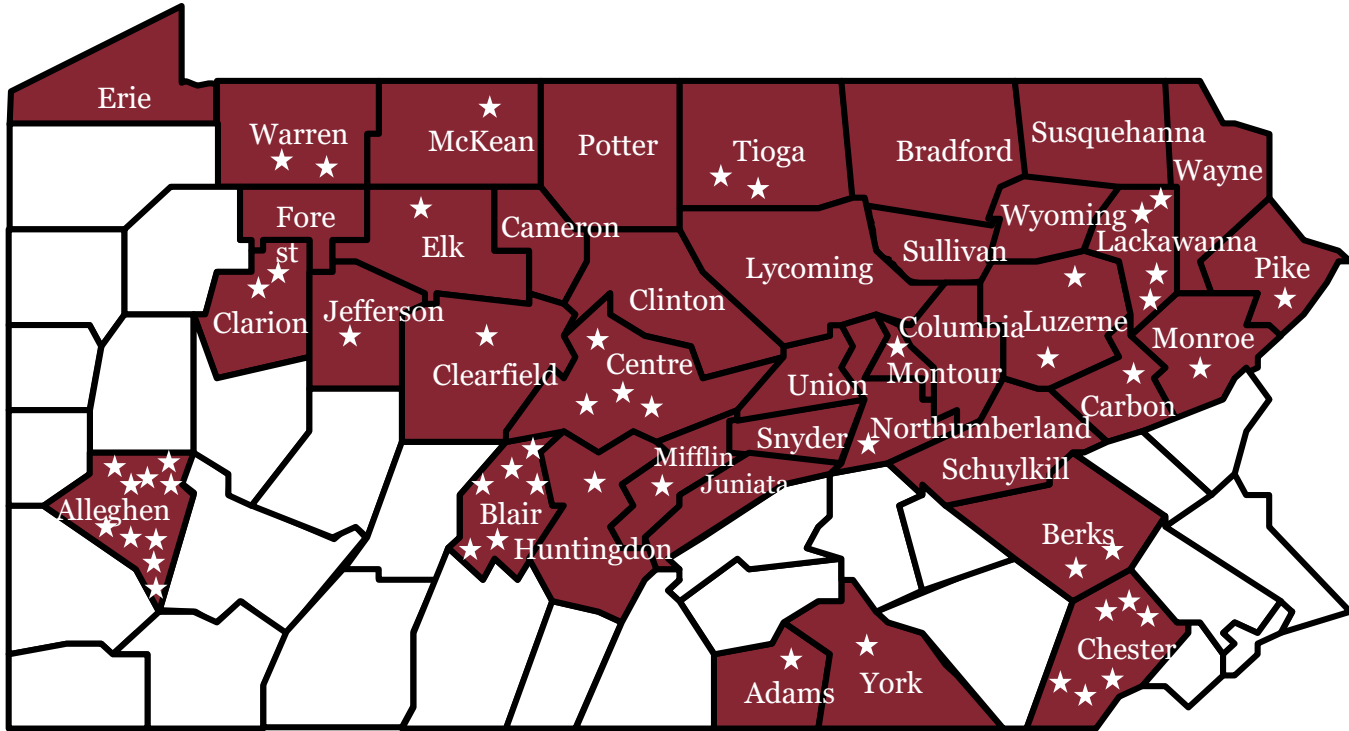 Erie
Warren
McKean
Potter
Tioga
Bradford
Susquehanna
Wayne
Fore
st
Elk
Cameron
Wyoming
Sullivan
Lackawanna
Lycoming
Pike
Clinton
Clarion
Jefferson
Columbia
Luzerne
Monroe
Clearfield
Centre
Union
Montour
Carbon
Snyder
Northumberland
Mifflin
Schuylkill
Juniata
Alleghen
Blair
Huntingdon
Berks
Chester
Adams
York